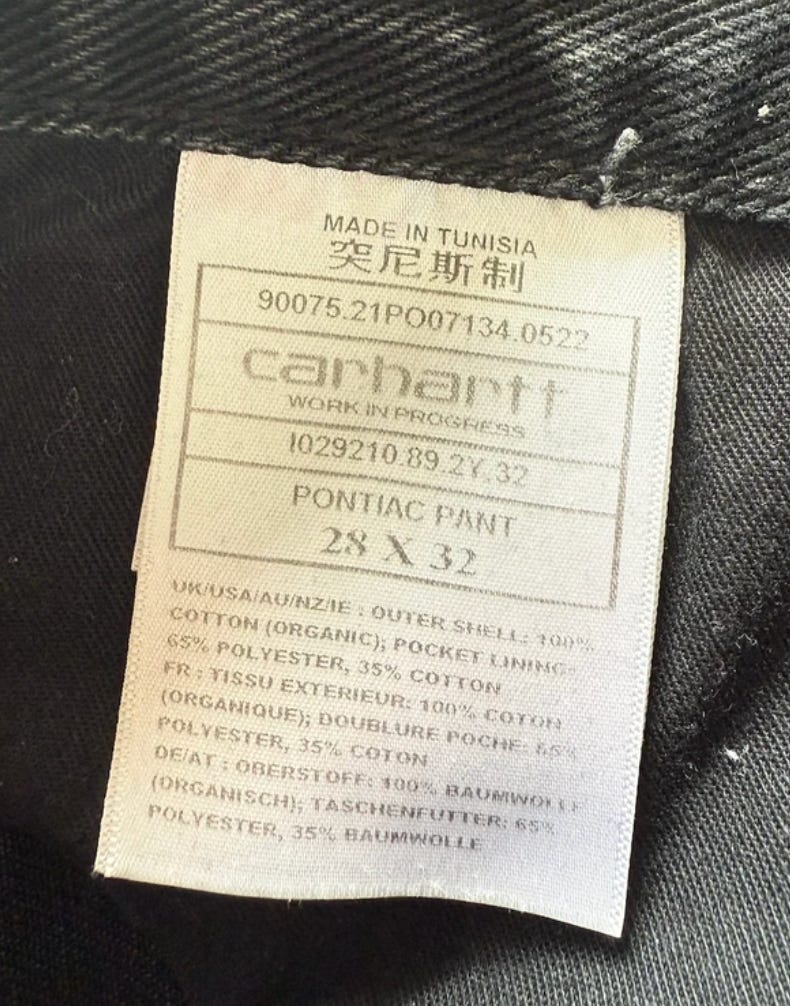 MADE IN TUNISIA
突尼斯制
90075.21PO07134.0522
carhartt
WORK IN PROGRESS
I029210.89.2Y.32
PONTIAC PANT
28 X 32
UK/USA/AU/NZ/IE : OUTER SHELL: 100%
COTTON (ORGANIC); POCKET LINING:
65% POLYESTER, 35% COTTON
FR : TISSU EXTERIEUR: 100% COTON
(ORGANIQUE); DOUBLURE POCHE: 65%
POLYESTER, 35% COTON
DE/AT : OBERSTOFF: 100% BAUMWOLLE
(ORGANISCH); TASCHENFUTTER: 65%
POLYESTER, 35% BAUMWOLLE